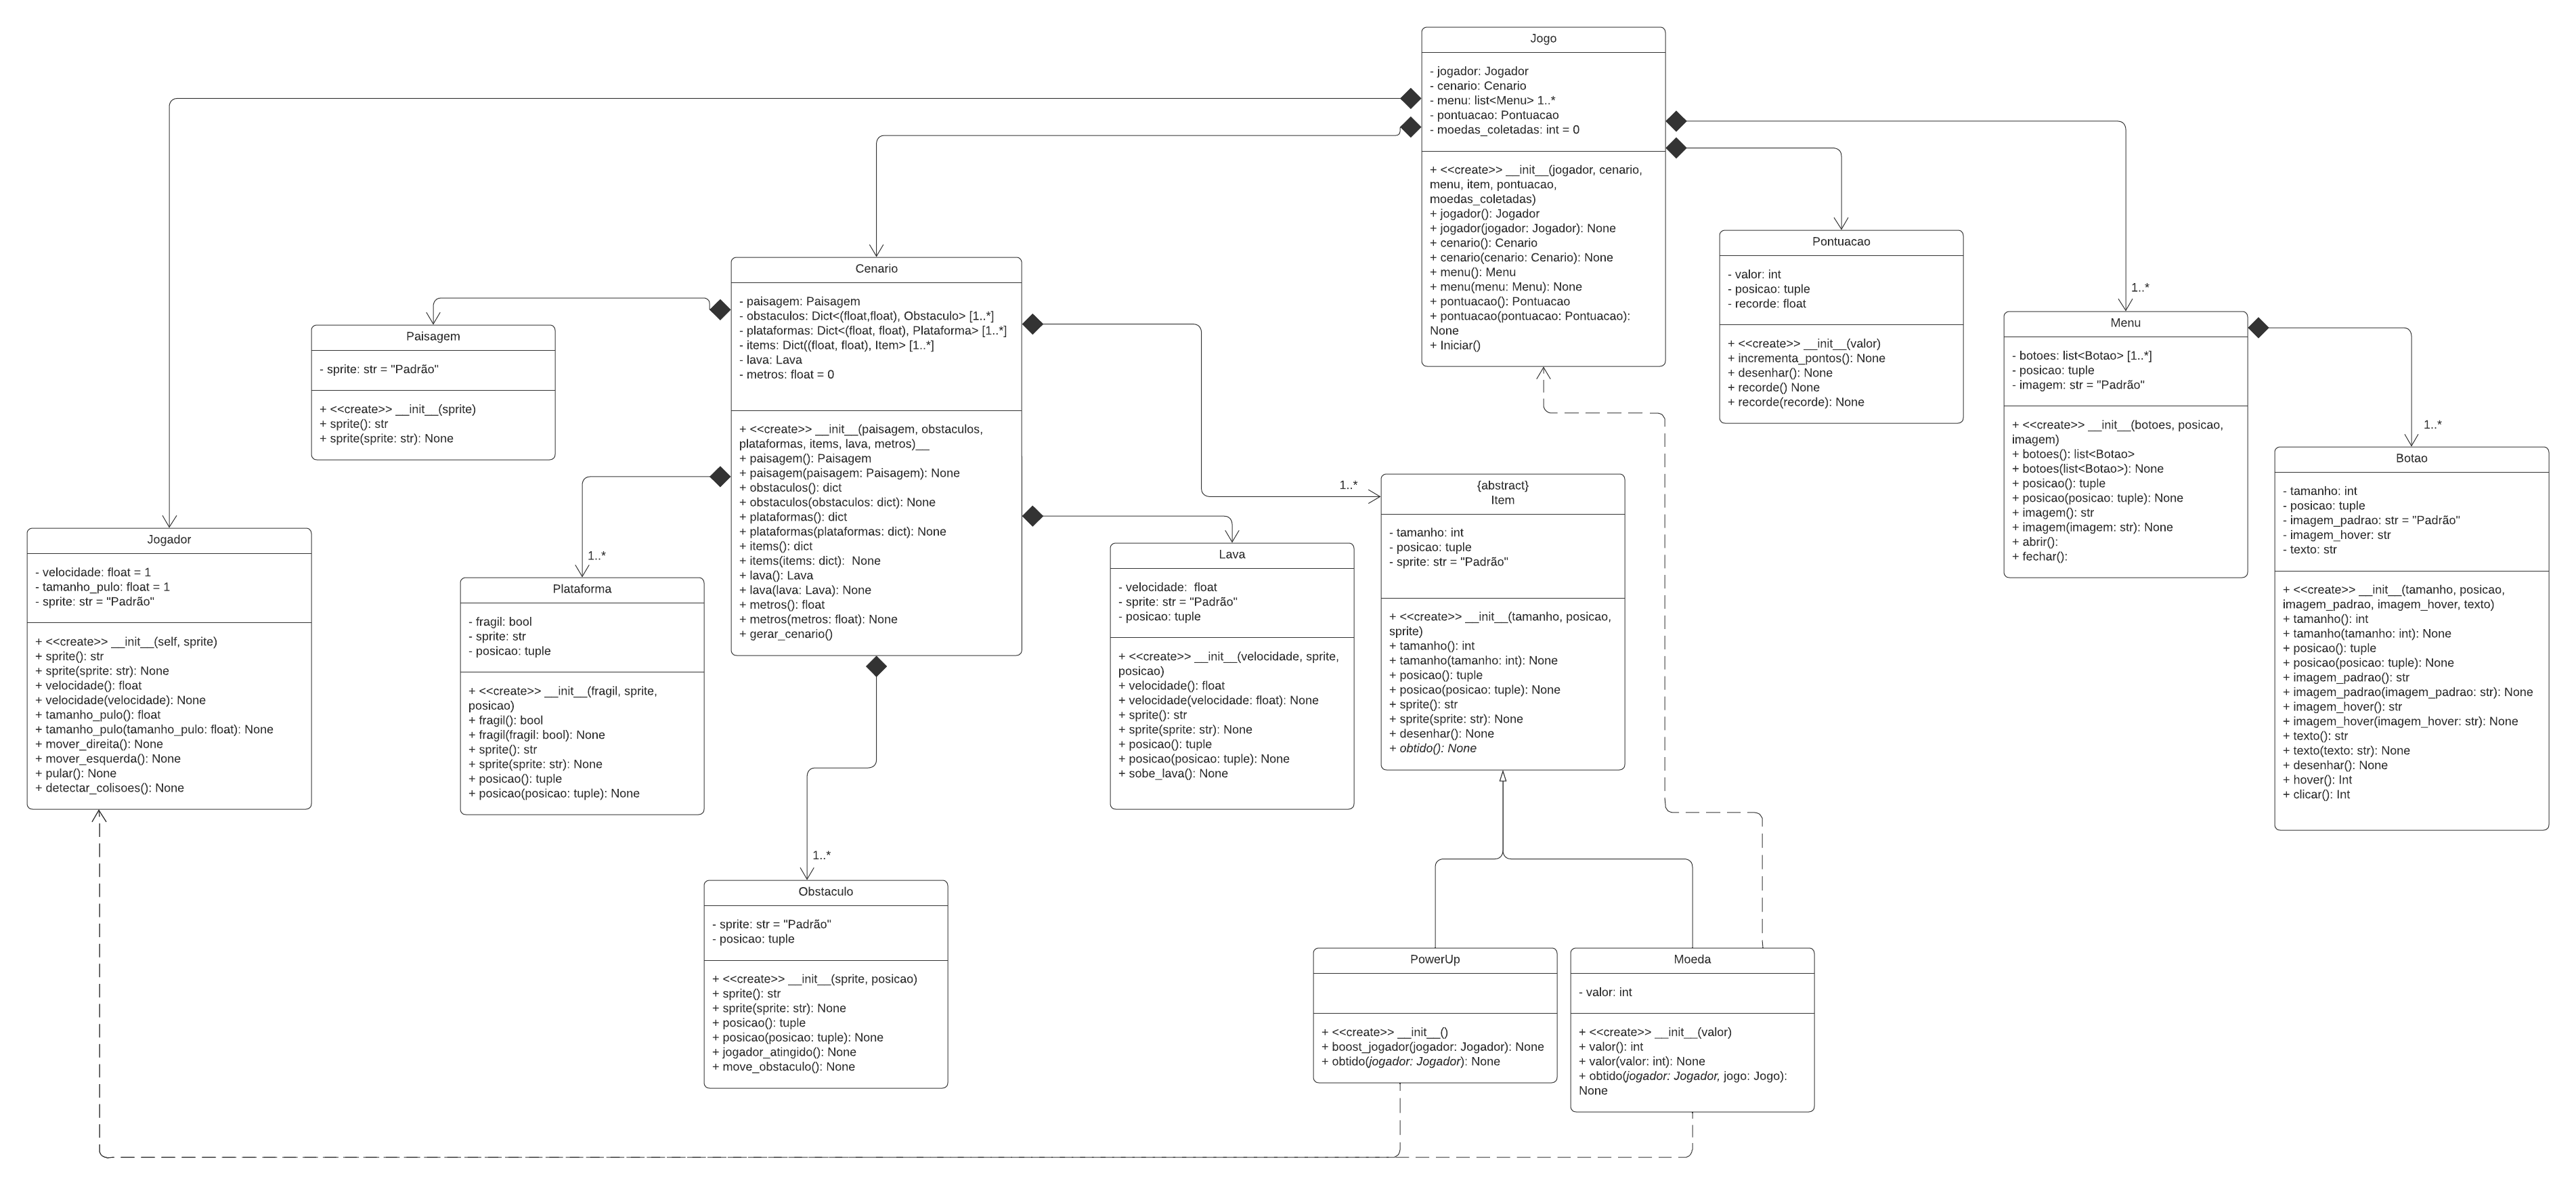 Jogo
- jogador: Jogador
- cenario: Cenario
- menu: list<Menu> 1..*
- pontuacao: Pontuacao
- moedas_coletadas: int = 0
+ <<create>> __init__(jogador, cenario,
menu, item, pontuacao,
moedas_coletadas)
+ jogador(): Jogador
+ jogador(jogador: Jogador): None
+ cenario(): Cenario
+ cenario(cenario: Cenario): None
+ menu(): Menu
+ menu(menu: Menu): None
+ pontuacao(): Pontuacao
+ pontuacao(pontuacao: Pontuacao):
None
+ Iniciar()
Pontuacao
- valor: int
- posicao: tuple
- recorde: float
+ <<create>> __init__(valor)
+ incrementa_pontos(): None
+ desenhar(): None
+ recorde() None
+ recorde(recorde): None
1..*
Menu
- botoes: list<Botao> [1..*]
- posicao: tuple
- imagem: str = "Padrão"
+ <<create>> __init__(botoes, posicao,
imagem)
+ botoes(): list<Botao>
+ botoes(list<Botao>): None
+ posicao(): tuple
+ posicao(posicao: tuple): None
+ imagem(): str
+ imagem(imagem: str): None
+ abrir():
+ fechar():
1..*
Botao
- tamanho: int
- posicao: tuple
- imagem_padrao: str = "Padrão"
- imagem_hover: str
- texto: str
+ <<create>> __init__(tamanho, posicao,
imagem_padrao, imagem_hover, texto)
+ tamanho(): int
+ tamanho(tamanho: int): None
+ posicao(): tuple
+ posicao(posicao: tuple): None
+ imagem_padrao(): str
+ imagem_padrao(imagem_padrao: str): None
+ imagem_hover(): str
+ imagem_hover(imagem_hover: str): None
+ texto(): str
+ texto(texto: str): None
+ desenhar(): None
+ hover(): Int
+ clicar(): Int
Cenario
- paisagem: Paisagem
- obstaculos: Dict<(float,float), Obstaculo> [1..*]
- plataformas: Dict<(float, float), Plataforma> [1..*]
- items: Dict((float, float), Item> [1..*]
- lava: Lava
- metros: float = 0
+ <<create>> __init__(paisagem, obstaculos,
plataformas, items, lava, metros)__
+ paisagem(): Paisagem
+ paisagem(paisagem: Paisagem): None
+ obstaculos(): dict
+ obstaculos(obstaculos: dict): None
+ plataformas(): dict
+ plataformas(plataformas: dict): None
+ items(): dict
+ items(items: dict):  None
+ lava(): Lava
+ lava(lava: Lava): None
+ metros(): float
+ metros(metros: float): None
+ gerar_cenario()
Paisagem
- sprite: str = "Padrão"
+ <<create>> __init__(sprite)
+ sprite(): str
+ sprite(sprite: str): None
Jogador
- velocidade: float = 1
- tamanho_pulo: float = 1
- sprite: str = "Padrão"
+ <<create>> __init__(self, sprite)
+ sprite(): str
+ sprite(sprite: str): None
+ velocidade(): float
+ velocidade(velocidade): None
+ tamanho_pulo(): float
+ tamanho_pulo(tamanho_pulo: float): None
+ mover_direita(): None
+ mover_esquerda(): None
+ pular(): None
+ detectar_colisoes(): None
1..*
Plataforma
- fragil: bool
- sprite: str
- posicao: tuple
+ <<create>> __init__(fragil, sprite,
posicao)
+ fragil(): bool
+ fragil(fragil: bool): None
+ sprite(): str
+ sprite(sprite: str): None
+ posicao(): tuple
+ posicao(posicao: tuple): None
Lava
- velocidade:  float
- sprite: str = "Padrão"
- posicao: tuple
+ <<create>> __init__(velocidade, sprite,
posicao)
+ velocidade(): float
+ velocidade(velocidade: float): None
+ sprite(): str
+ sprite(sprite: str): None
+ posicao(): tuple
+ posicao(posicao: tuple): None
+ sobe_lava(): None
1..*
{abstract}
Item
- tamanho: int
- posicao: tuple
- sprite: str = "Padrão"
+ <<create>> __init__(tamanho, posicao,
sprite)
+ tamanho(): int
+ tamanho(tamanho: int): None
+ posicao(): tuple
+ posicao(posicao: tuple): None
+ sprite(): str
+ sprite(sprite: str): None
+ desenhar(): None
+ obtido(): None
1..*
Obstaculo
- sprite: str = "Padrão"
- posicao: tuple
+ <<create>> __init__(sprite, posicao)
+ sprite(): str
+ sprite(sprite: str): None
+ posicao(): tuple
+ posicao(posicao: tuple): None
+ jogador_atingido(): None
+ move_obstaculo(): None
PowerUp
+ <<create>> __init__()
+ boost_jogador(jogador: Jogador): None
+ obtido(jogador: Jogador): None
Moeda
- valor: int
+ <<create>> __init__(valor)
+ valor(): int
+ valor(valor: int): None
+ obtido(jogador: Jogador, jogo: Jogo):
None